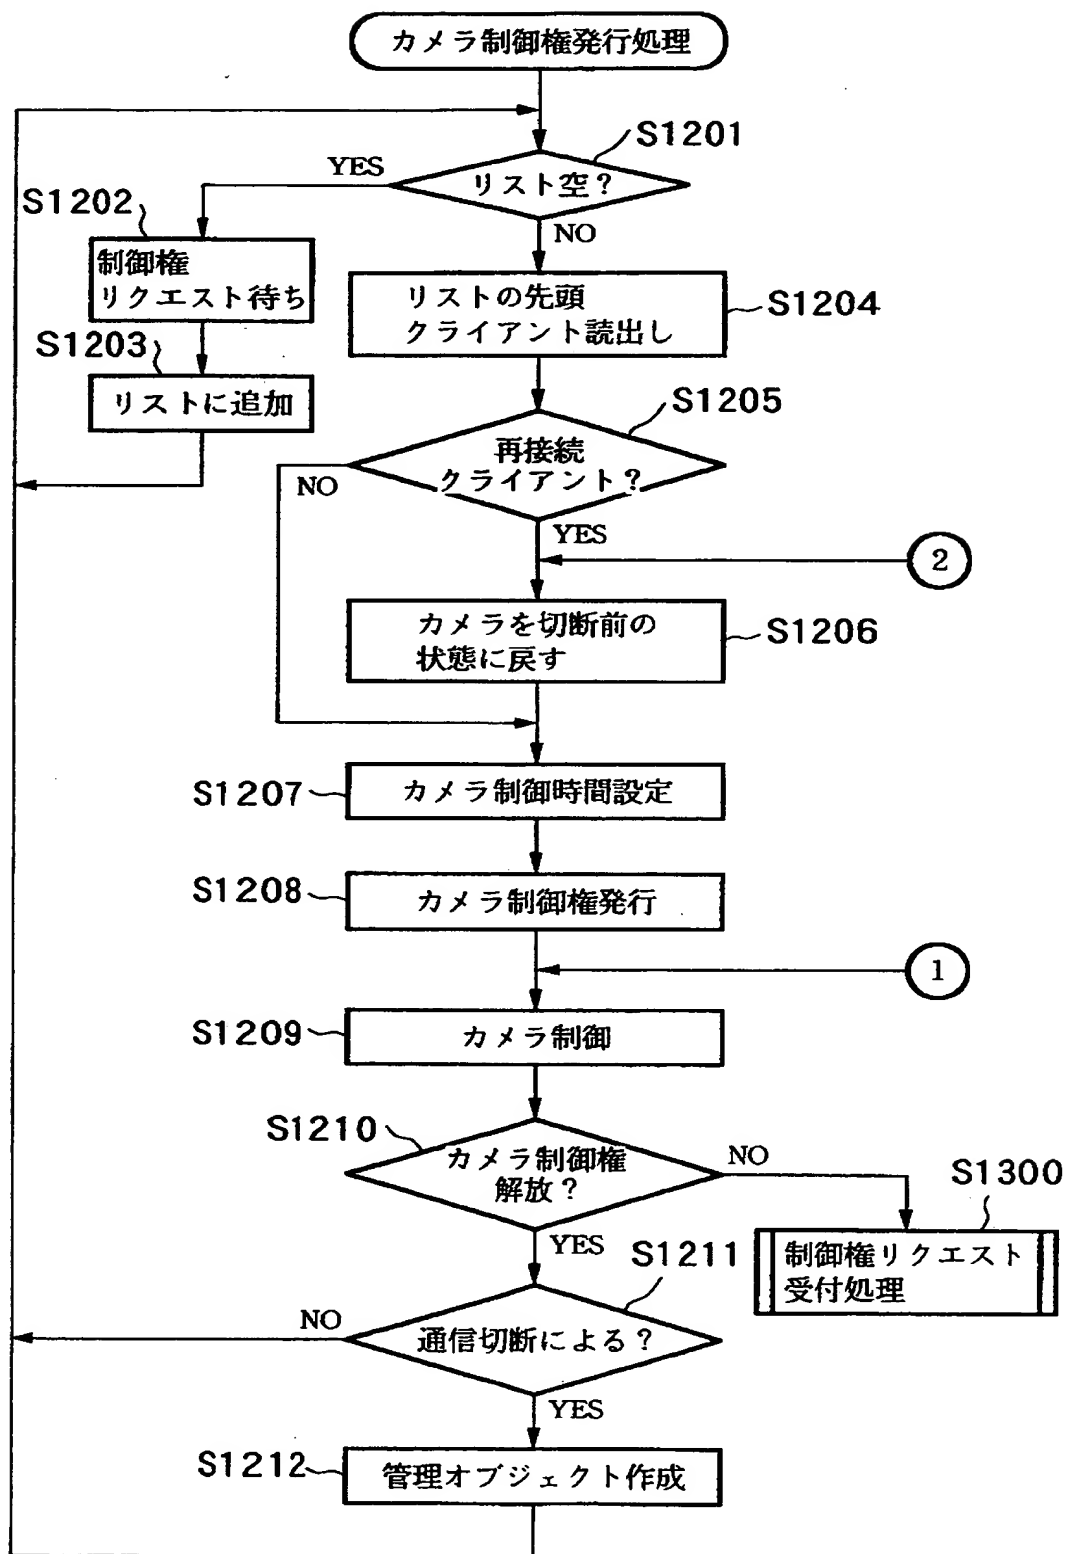 カメラ制御権発行処理
S1201
YES
リスト空?
NO
S1202
制御権
リクエスト待ち
S1203
リストに追加
リストの先頭
クライアント読出し
S1204
S1205
再接続
クライアント?
NO
YES
2
カメラを切断前の
状態に戻す
S1206
S1207
カメラ制御時間設定
S1208
カメラ制御権発行
1
S1209
カメラ制御
S1210
カメラ制御権
解放?
NO
YES
S1300
制御権リクエスト
受付処理
S1211
通信切断による?
NO
YES
S1212
管理オブジェクト作成